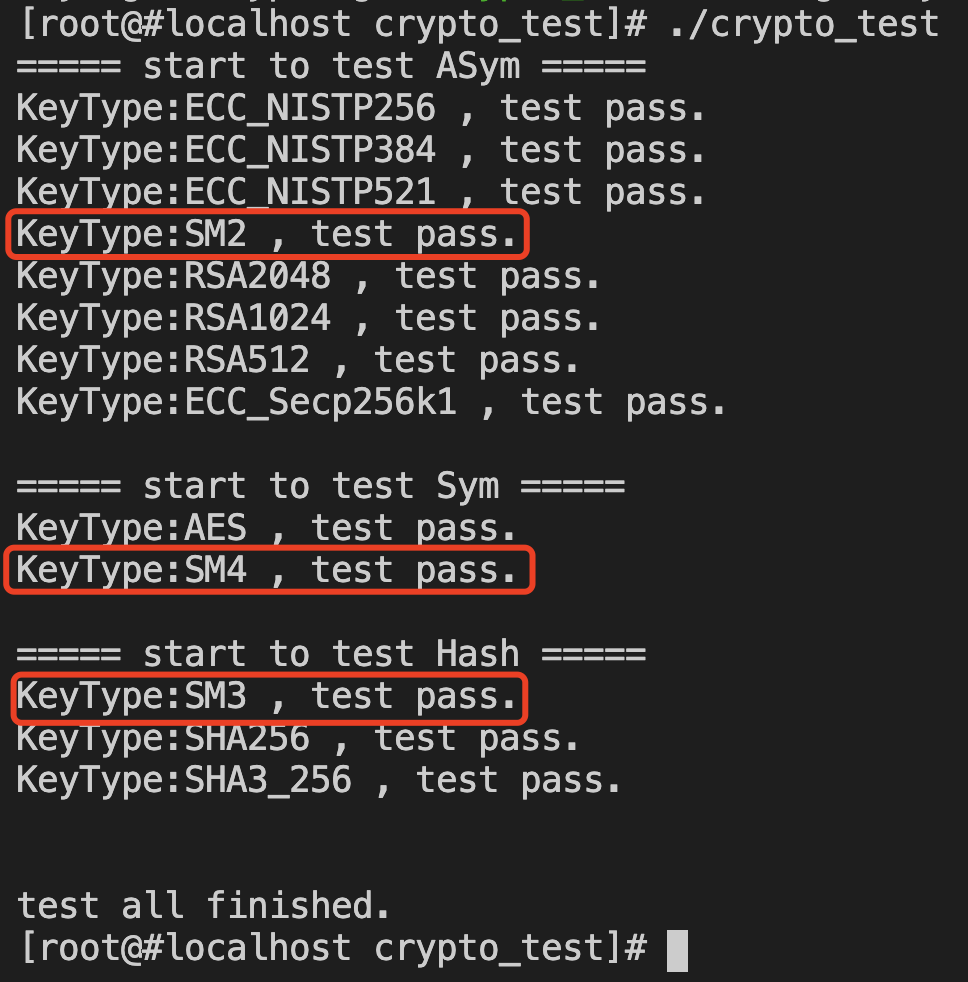 [root@#localhost crypto_test]# ./crypto_test
===== start to test ASym =====
KeyType:ECC_NISTP256 , test pass.
KeyType:ECC_NISTP384 , test pass.
KeyType:ECC_NISTP521 , test pass.
KeyType:SM2 , test pass.
KeyType:RSA2048 , test pass.
KeyType:RSA1024 , test pass.
KeyType:RSA512 , test pass.
KeyType:ECC_Secp256k1 , test pass.
===== start to test Sym =====
KeyType:AES , test pass.
KeyType:SM4 , test pass.
===== start to test Hash =====
KeyType:SM3 , test pass.
KeyType:SHA256 , test pass.
KeyType:SHA3_256 , test pass.
test all finished.
[root@#localhost crypto_test]#